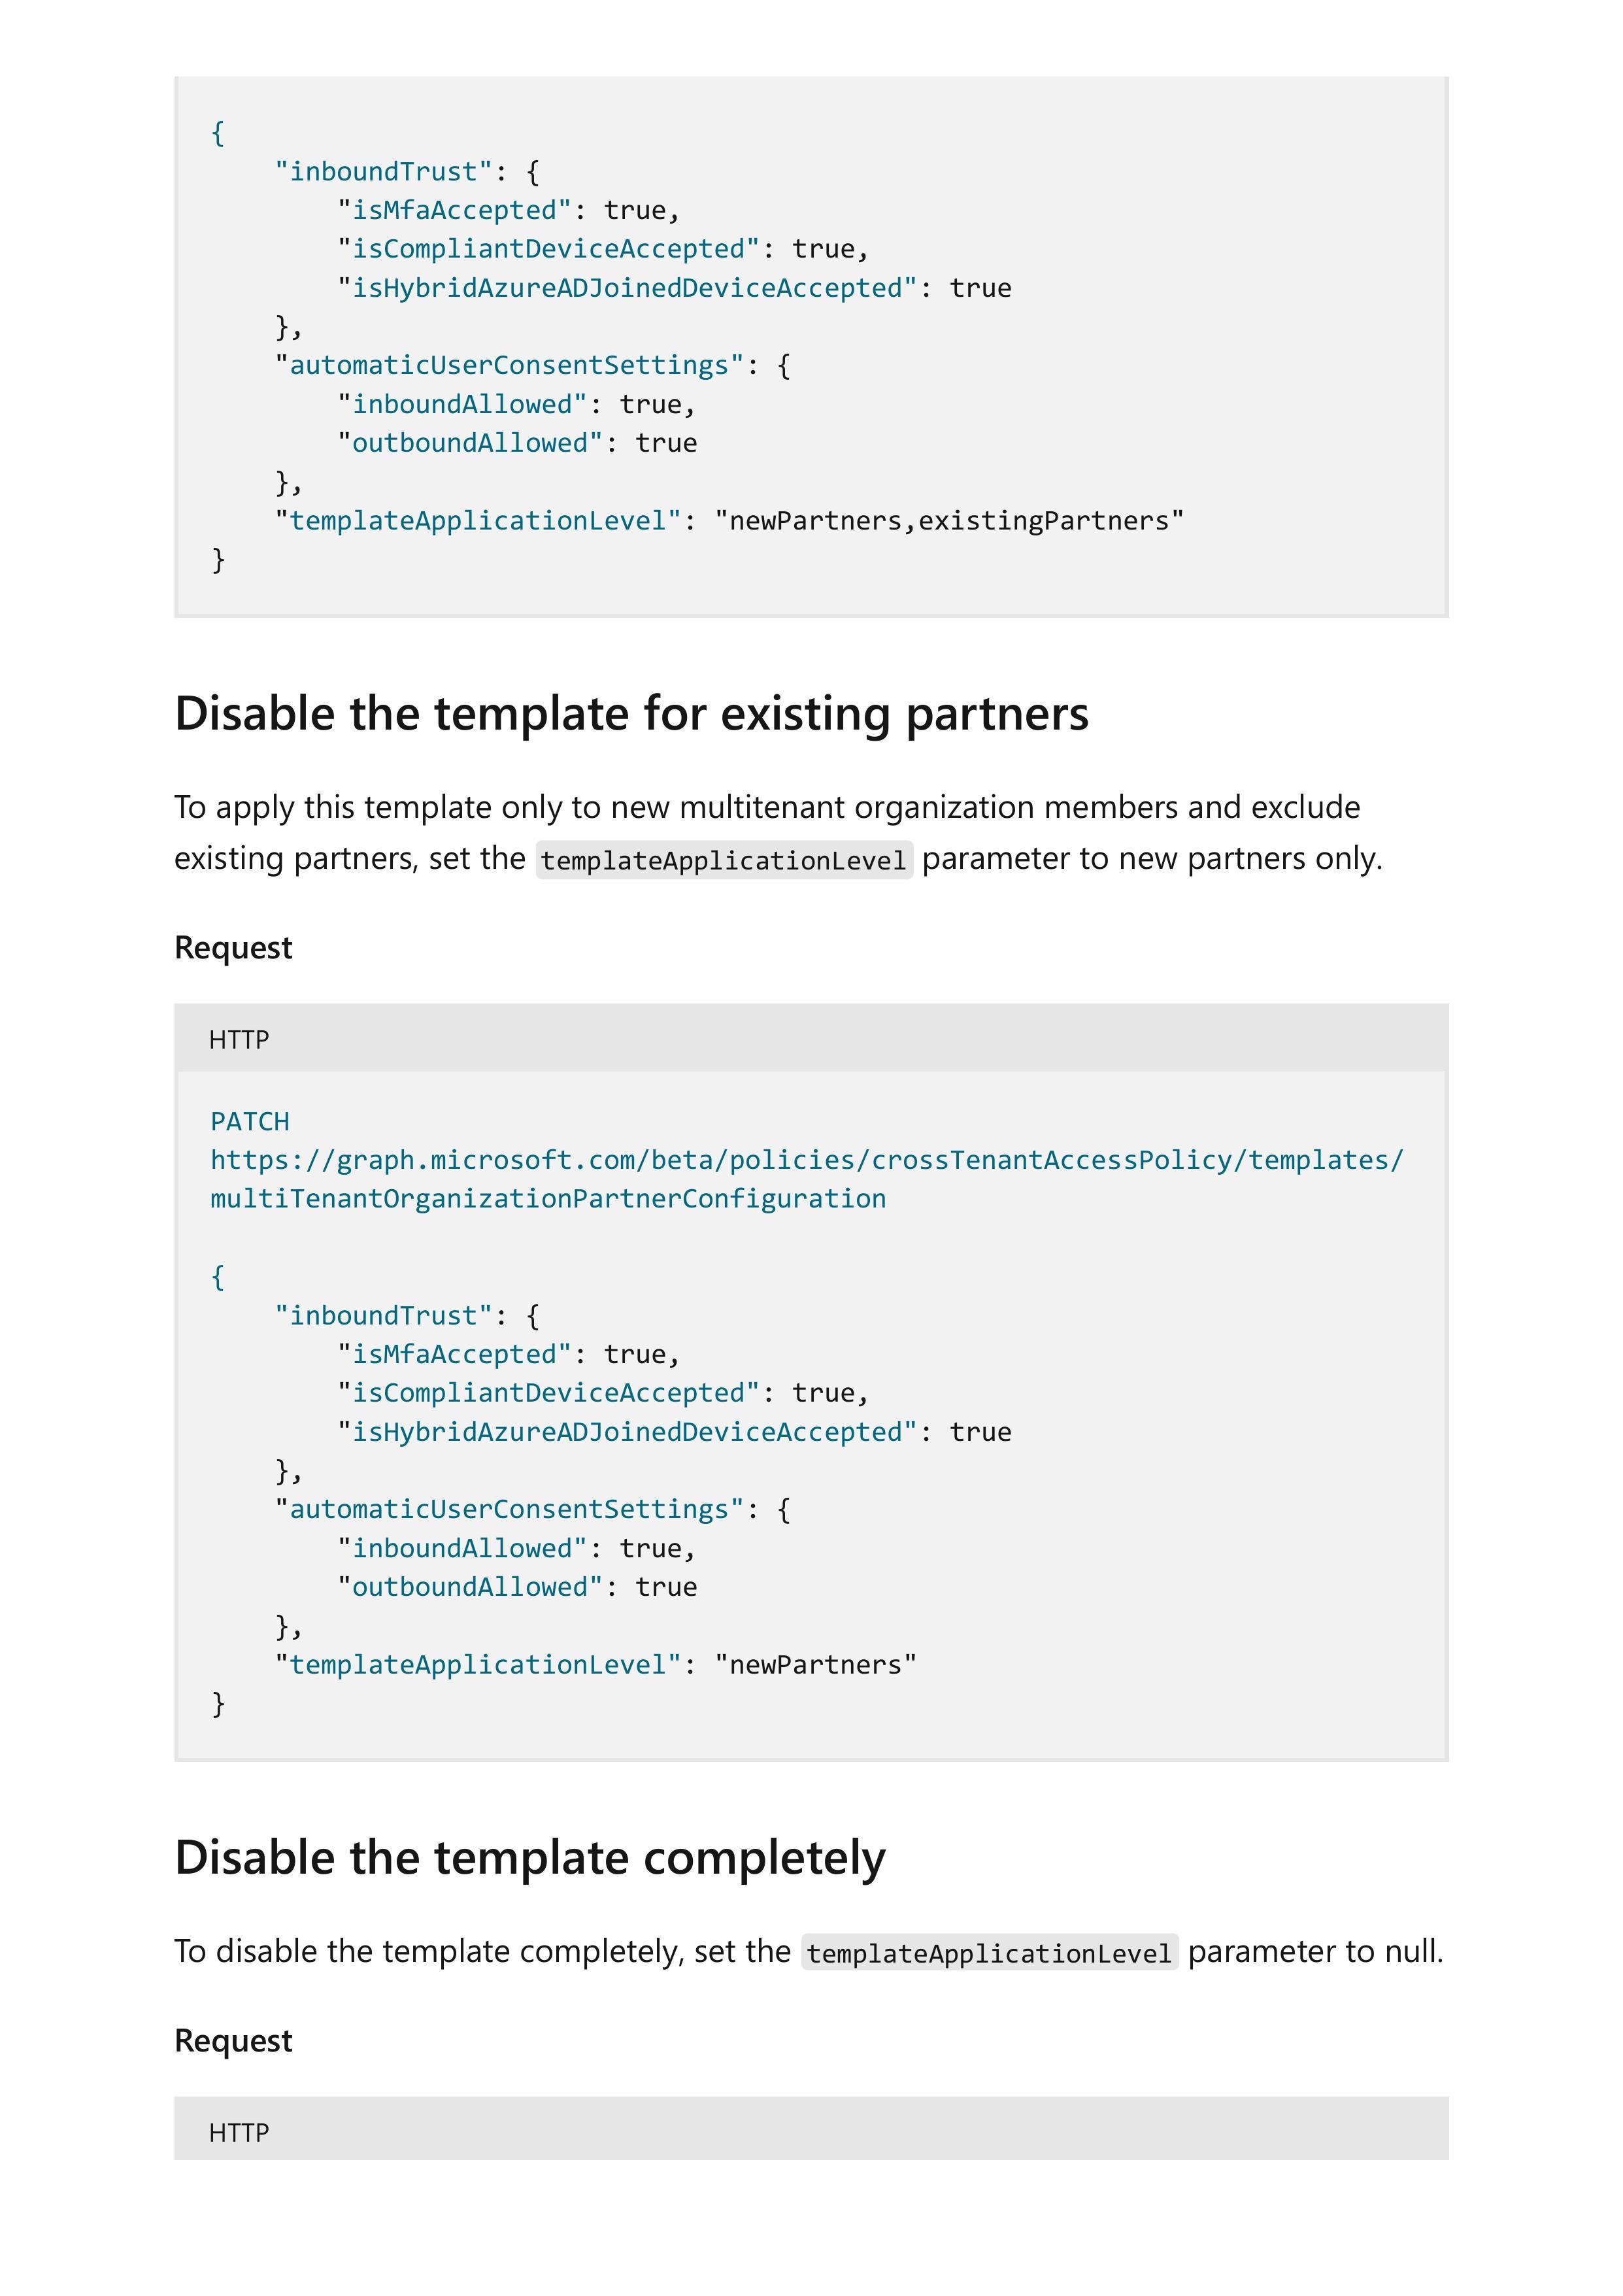 {
    "inboundTrust": {
        "isMfaAccepted": true,
        "isCompliantDeviceAccepted": true,
        "isHybridAzureADJoinedDeviceAccepted": true
    },
    "automaticUserConsentSettings": {
        "inboundAllowed": true,
        "outboundAllowed": true
    },
    "templateApplicationLevel": "newPartners,existingPartners"
}
Disable the template for existing partners
To apply this template only to new multitenant organization members and exclude
existing partners, set the templateApplicationLevel parameter to new partners only.
Request
HTTP
PATCH
https://graph.microsoft.com/beta/policies/crossTenantAccessPolicy/templates/
multiTenantOrganizationPartnerConfiguration
{
    "inboundTrust": {
        "isMfaAccepted": true,
        "isCompliantDeviceAccepted": true,
        "isHybridAzureADJoinedDeviceAccepted": true
    },
    "automaticUserConsentSettings": {
        "inboundAllowed": true,
        "outboundAllowed": true
    },
    "templateApplicationLevel": "newPartners"
}
Disable the template completely
To disable the template completely, set the templateApplicationLevel parameter to null.
Request
HTTP